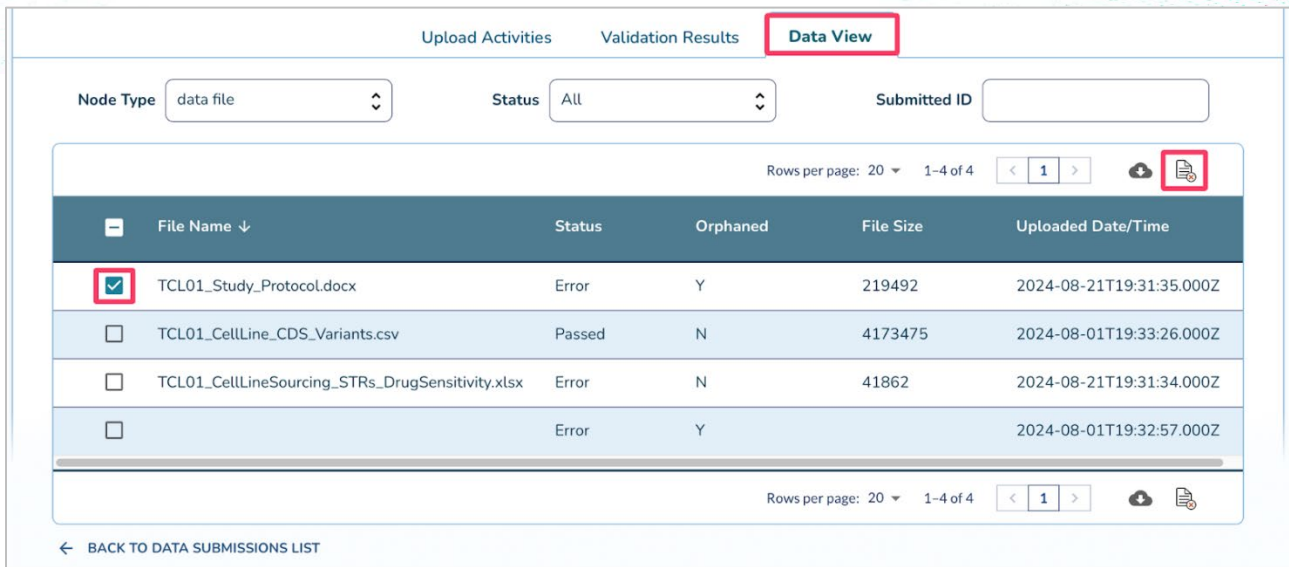 Upload Activities Validation Results Data View
Node Type data file Status All Submitted ID
Rows per page: 20 1–4 of 4 < 1 >
File Name ↓ Status Orphaned File Size Uploaded Date/Time
TCL01_Study_Protocol.docx Error Y 219492 2024-08-21T19:31:35.000Z
TCL01_CellLine_CDS_Variants.csv Passed N 4173475 2024-08-01T19:33:26.000Z
TCL01_CellLineSourcing_STRs_DrugSensitivity.xlsx Error N 41862 2024-08-21T19:31:34.000Z
Error Y 2024-08-01T19:32:57.000Z
Rows per page: 20 1–4 of 4 < 1 >
← BACK TO DATA SUBMISSIONS LIST